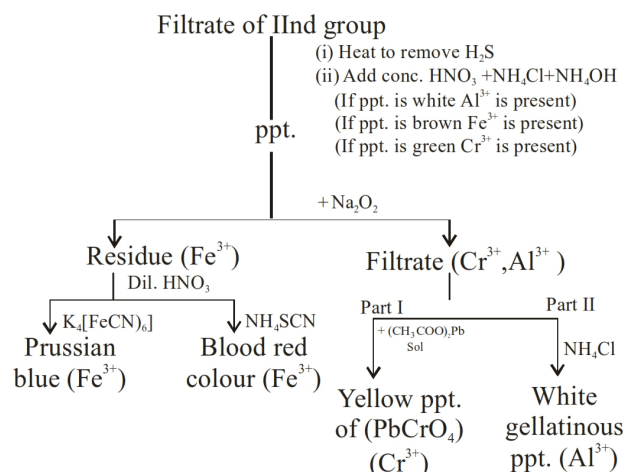 Filtrate of IInd group
(i) Heat to remove H₂S
(ii) Add conc. HNO₃ +NH₄Cl+NH₄OH
(If ppt. is white Al³⁺ is present)
(If ppt. is brown Fe³⁺ is present)
(If ppt. is green Cr³⁺ is present)
ppt.
+Na₂O₂
Residue (Fe³⁺)
Filtrate (Cr³⁺,Al³⁺)
Dil. HNO₃
Part I
Part II
K₄[FeCN)₆]
NH₄SCN
+ (CH₃COO)₂Pb
Sol
NH₄Cl
Prussian
blue (Fe³⁺)
Blood red
colour (Fe³⁺)
Yellow ppt.
of (PbCrO₄)
(Cr³⁺)
White
gellatinous
ppt. (Al³⁺)